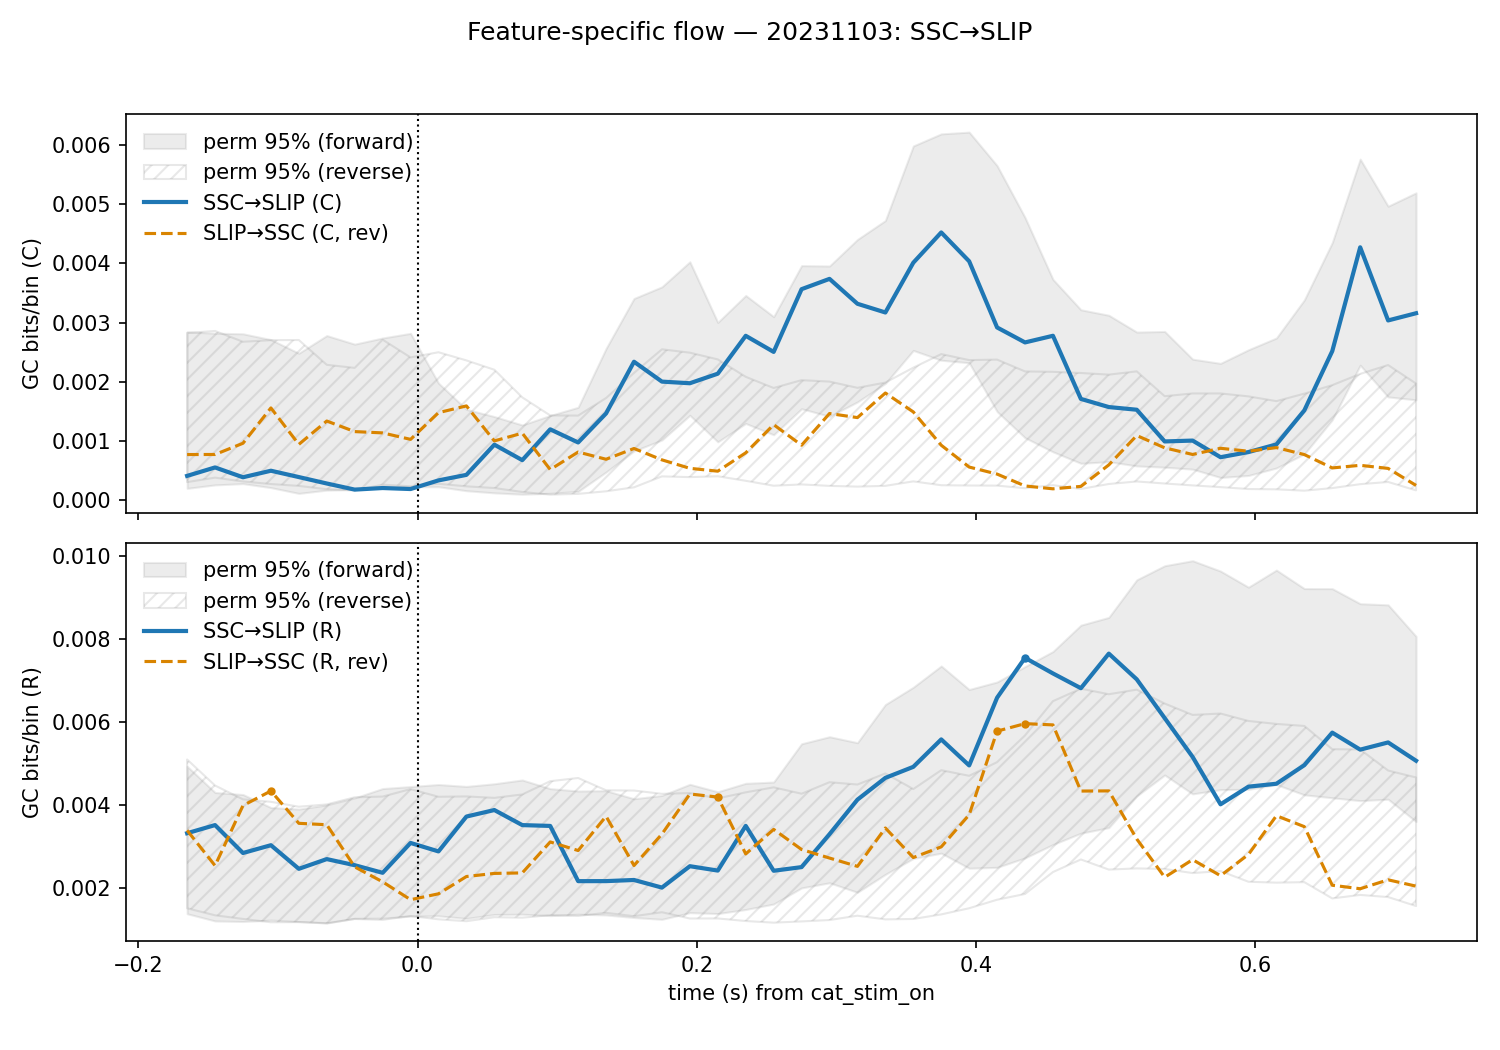 Feature-specific flow — 20231103: SSC→SLIP
GC bits/bin (C)
0.006
0.005
0.004
0.003
0.002
0.001
0.000
perm 95% (forward)
perm 95% (reverse)
SSC→SLIP (C)
SLIP→SSC (C, rev)
GC bits/bin (R)
0.010
0.008
0.006
0.004
0.002
perm 95% (forward)
perm 95% (reverse)
SSC→SLIP (R)
SLIP→SSC (R, rev)
−0.2 0.0 0.2 0.4 0.6
time (s) from cat_stim_on